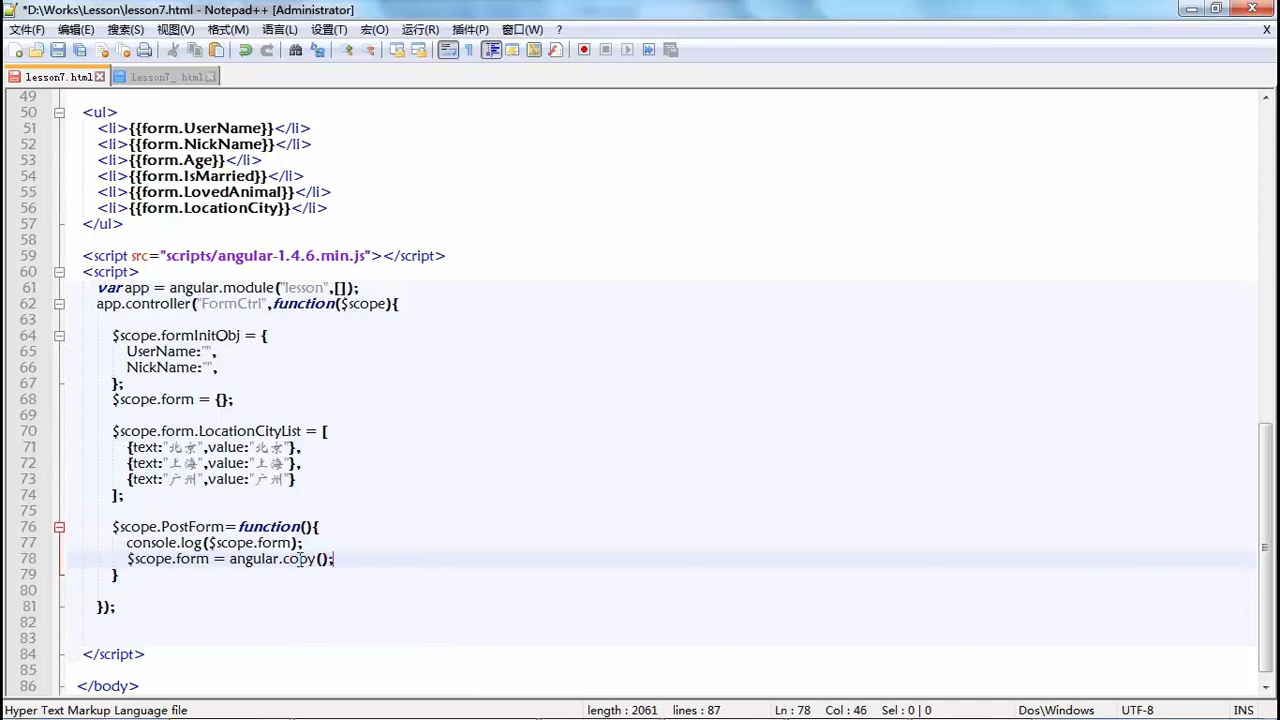 *D:\Works\Lesson\lesson7.html - Notepad++ [Administrator]
文件(F) 编辑(E) 搜索(S) 视图(V) 格式(M) 语言(L) 设置(T) 宏(O) 运行(R) 插件(P) 窗口(W) ? X
lesson7.html lesson7_ html
49
50 <ul>
51 <li>{{form.UserName}}</li>
52 <li>{{form.NickName}}</li>
53 <li>{{form.Age}}</li>
54 <li>{{form.IsMarried}}</li>
55 <li>{{form.LovedAnimal}}</li>
56 <li>{{form.LocationCity}}</li>
57 </ul>
58
59 <script src="scripts/angular-1.4.6.min.js"></script>
60 <script>
61 var app = angular.module("lesson",[]);
62 app.controller("FormCtrl",function($scope){
63
64 $scope.formInitObj = {
65 UserName:"",
66 NickName:"",
67 };
68 $scope.form = {};
69
70 $scope.form.LocationCityList = [
71 {text:"北京",value:"北京"},
72 {text:"上海",value:"上海"},
73 {text:"广州",value:"广州"}
74 ];
75
76 $scope.PostForm=function(){
77 console.log($scope.form);
78 $scope.form = angular.copy();
79 }
80
81 });
82
83
84 </script>
85
86 </body>
Hyper Text Markup Language file length : 2061 lines : 87 Ln : 78 Col : 46 Sel : 0 | 0 Dos\Windows UTF-8 INS